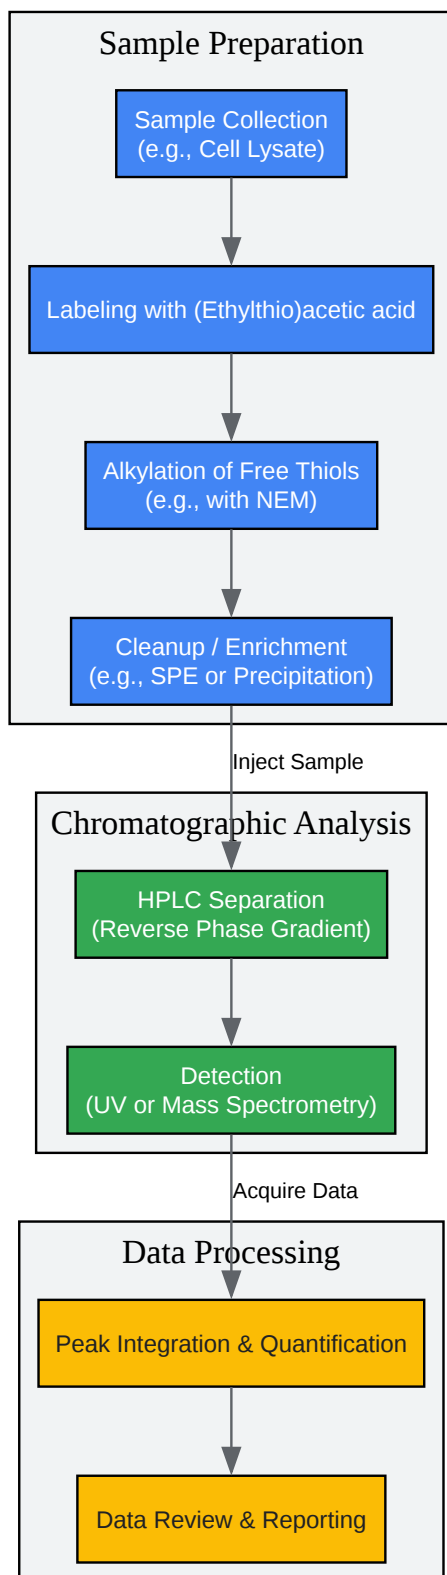 Sample Preparation
Sample Collection
(e.g., Cell Lysate)
Labeling with (Ethylthio)acetic acid
Alkylation of Free Thiols
(e.g., with NEM)
Cleanup / Enrichment
(e.g., SPE or Precipitation)
Inject Sample
Chromatographic Analysis
HPLC Separation
(Reverse Phase Gradient)
Detection
(UV or Mass Spectrometry)
Acquire Data
Data Processing
Peak Integration & Quantification
Data Review & Reporting